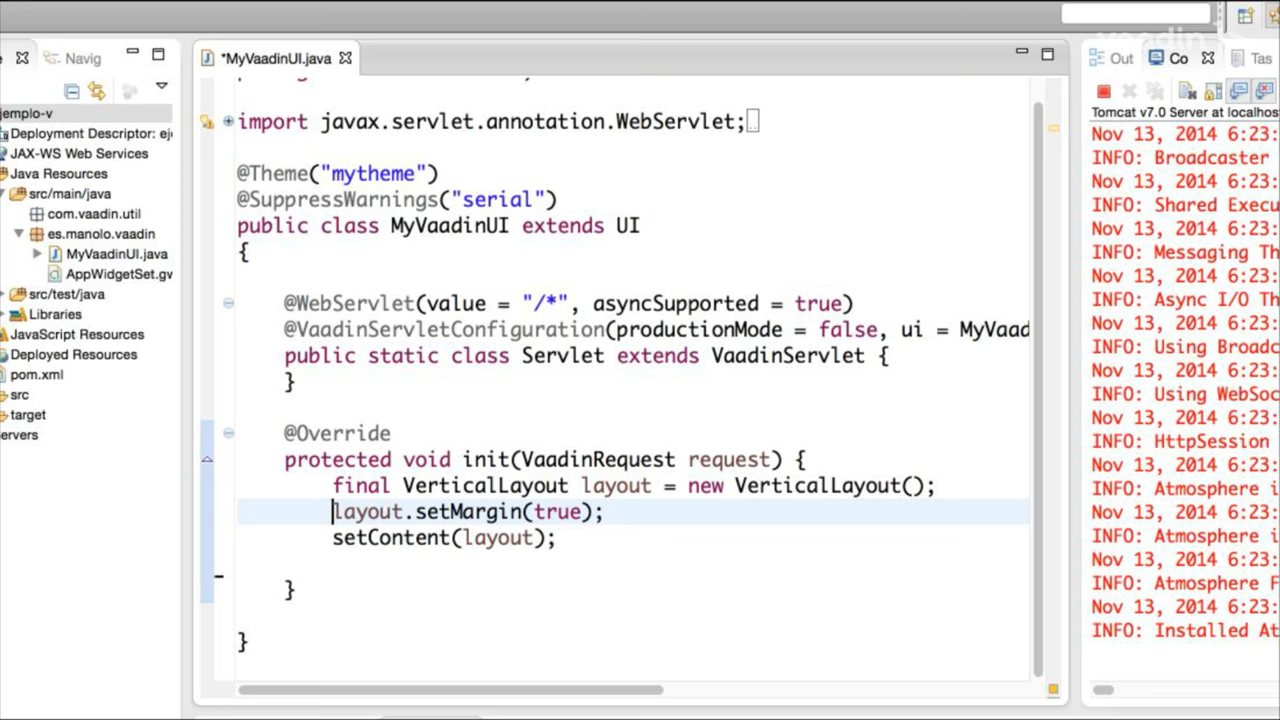 vaadin
Navig
*MyVaadinUI.java
Out
Co
Tas
jemplo-v
Deployment Descriptor: eje
JAX-WS Web Services
Java Resources
src/main/java
com.vaadin.util
es.manolo.vaadin
MyVaadinUI.java
AppWidgetSet.gv
src/test/java
Libraries
JavaScript Resources
Deployed Resources
pom.xml
src
target
ervers
import javax.servlet.annotation.WebServlet;
@Theme("mytheme")
@SuppressWarnings("serial")
public class MyVaadinUI extends UI
{
@WebServlet(value = "/*", asyncSupported = true)
@VaadinServletConfiguration(productionMode = false, ui = MyVaad
public static class Servlet extends VaadinServlet {
}
@Override
protected void init(VaadinRequest request) {
final VerticalLayout layout = new VerticalLayout();
layout.setMargin(true);
setContent(layout);
}
}
Tomcat v7.0 Server at localhos
Nov 13, 2014 6:23:
INFO: Broadcaster
Nov 13, 2014 6:23:
INFO: Shared Execu
Nov 13, 2014 6:23:
INFO: Messaging Th
Nov 13, 2014 6:23:
INFO: Async I/O Th
Nov 13, 2014 6:23:
INFO: Using Broadc
Nov 13, 2014 6:23:
INFO: Using WebSoc
Nov 13, 2014 6:23:
INFO: HttpSession
Nov 13, 2014 6:23:
INFO: Atmosphere i
Nov 13, 2014 6:23:
INFO: Atmosphere i
Nov 13, 2014 6:23:
INFO: Atmosphere F
Nov 13, 2014 6:23:
INFO: Installed At